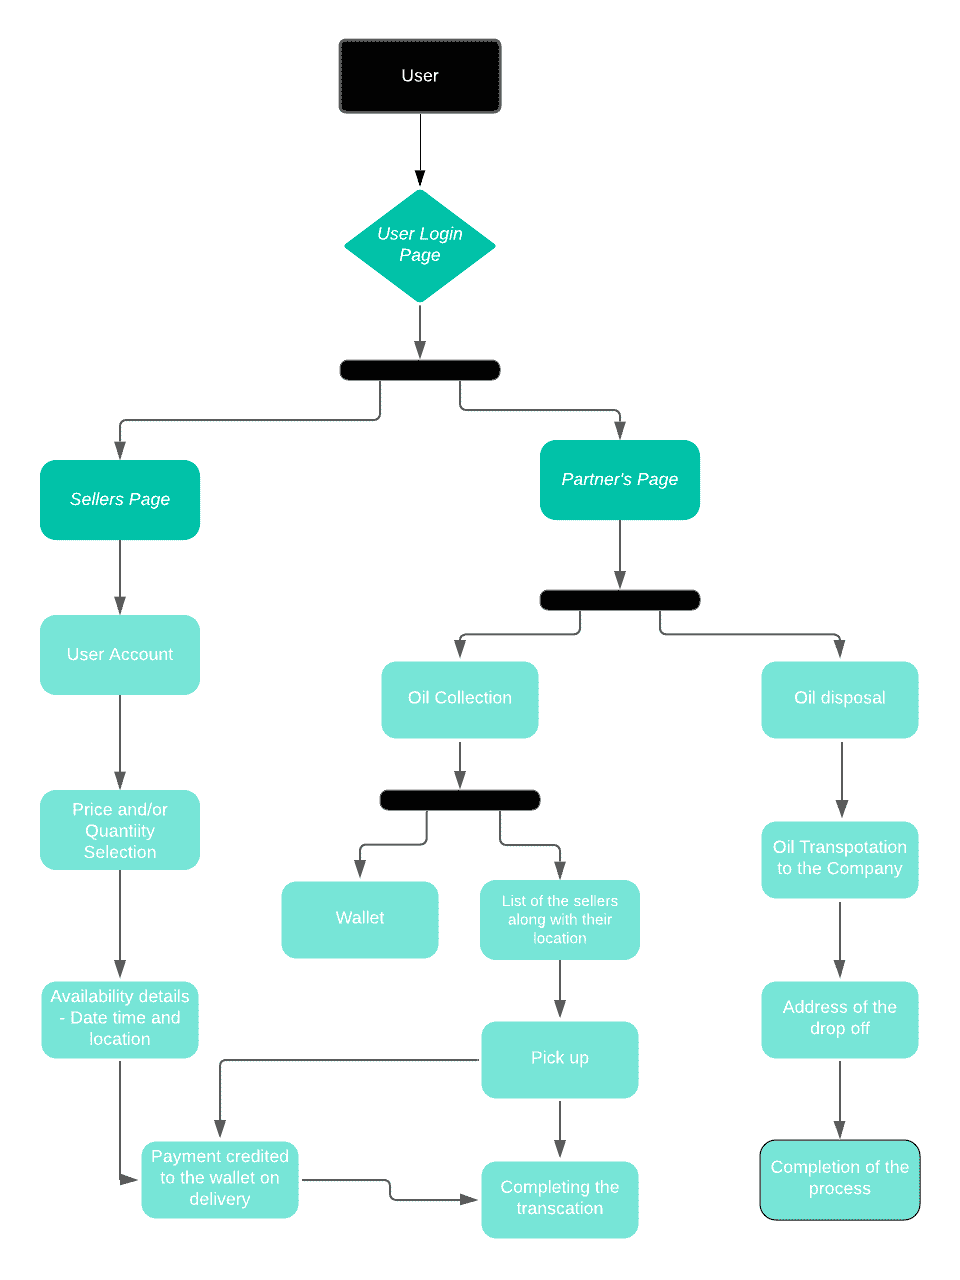 User
User Login
Page
Sellers Page
Partner's Page
User Account
Oil Collection
Oil disposal
Price and/or
Quantiity
Selection
Oil Transpotation
to the Company
Wallet
List of the sellers
along with their
location
Availability details
- Date time and
location
Address of the
drop off
Pick up
Payment credited
to the wallet on
delivery
Completing the
transcation
Completion of the
process